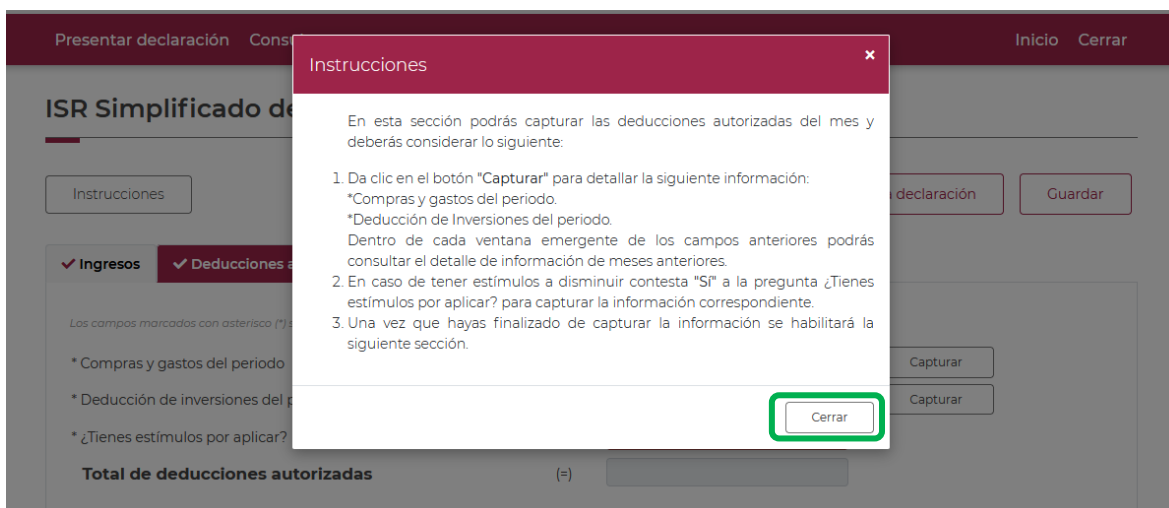 Presentar declaración
Inicio Cerrar
Instrucciones
×
ISR Simplificado
En esta sección podrás capturar las deducciones autorizadas del mes y
deberás considerar lo siguiente:
1. Da clic en el botón "Capturar" para detallar la siguiente información:
*Compras y gastos del periodo.
*Deducción de Inversiones del periodo.
Dentro de cada ventana emergente de los campos anteriores podrás
consultar el detalle de información de meses anteriores.
2. En caso de tener estímulos a disminuir contesta "Sí" a la pregunta ¿Tienes
estímulos por aplicar? para capturar la información correspondiente.
3. Una vez que hayas finalizado de capturar la información se habilitará la
siguiente sección.
Cerrar
Instrucciones
declaración
Guardar
Ingresos
Deducciones
Los campos marcados con asterisco (*)
* Compras y gastos del periodo
Capturar
* Deducción de inversiones del
Capturar
* ¿Tienes estímulos por aplicar?
Total de deducciones autorizadas (=)